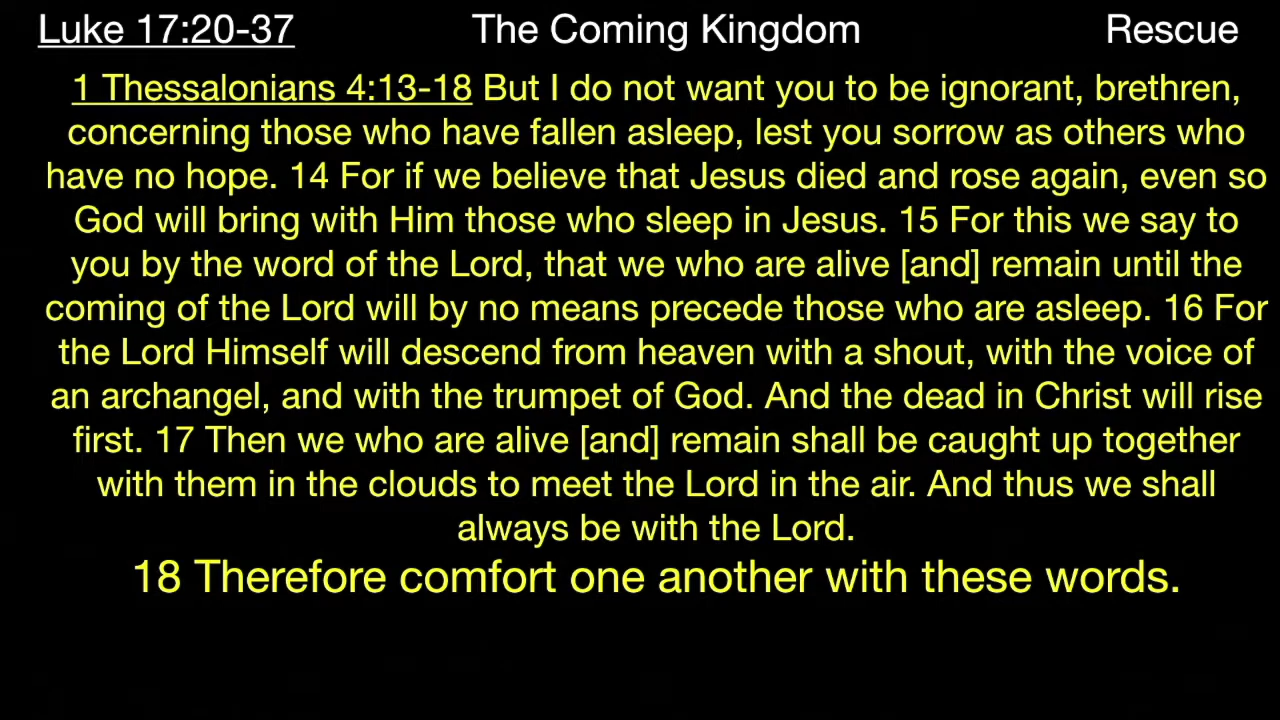 Luke 17:20-37 The Coming Kingdom Rescue
1 Thessalonians 4:13-18 But I do not want you to be ignorant, brethren,
concerning those who have fallen asleep, lest you sorrow as others who
have no hope. 14 For if we believe that Jesus died and rose again, even so
God will bring with Him those who sleep in Jesus. 15 For this we say to
you by the word of the Lord, that we who are alive [and] remain until the
coming of the Lord will by no means precede those who are asleep. 16 For
the Lord Himself will descend from heaven with a shout, with the voice of
an archangel, and with the trumpet of God. And the dead in Christ will rise
first. 17 Then we who are alive [and] remain shall be caught up together
with them in the clouds to meet the Lord in the air. And thus we shall
always be with the Lord.
18 Therefore comfort one another with these words.